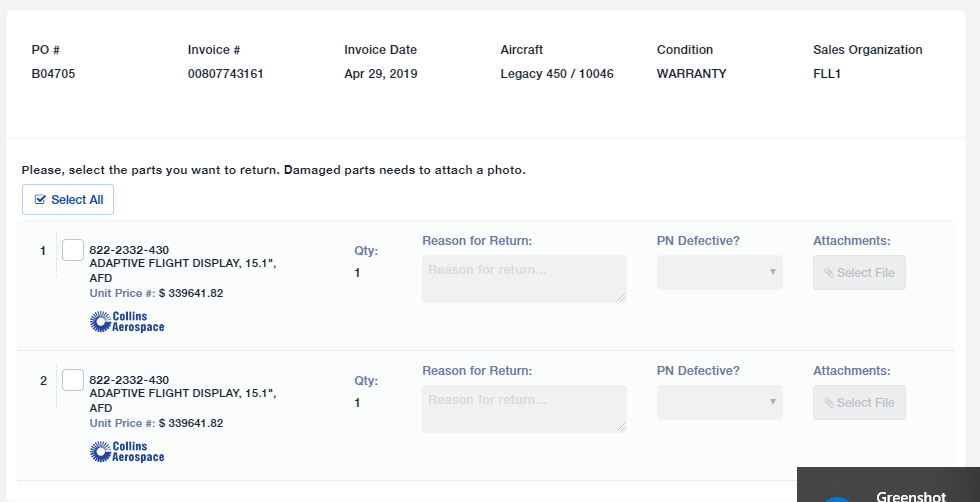 PO # Invoice # Invoice Date Aircraft Condition Sales Organization
B04705 00807743161 Apr 29, 2019 Legacy 450 / 10046 WARRANTY FLL1
Please, select the parts you want to return. Damaged parts needs to attach a photo.
Select All
1 822-2332-430 Qty: Reason for Return: PN Defective? Attachments:
ADAPTIVE FLIGHT DISPLAY, 15.1", 1 Reason for return... Select File
AFD
Unit Price #: $ 339641.82
Collins
Aerospace
2 822-2332-430 Qty: Reason for Return: PN Defective? Attachments:
ADAPTIVE FLIGHT DISPLAY, 15.1", 1 Reason for return... Select File
AFD
Unit Price #: $ 339641.82
Collins
Aerospace
Greenshot